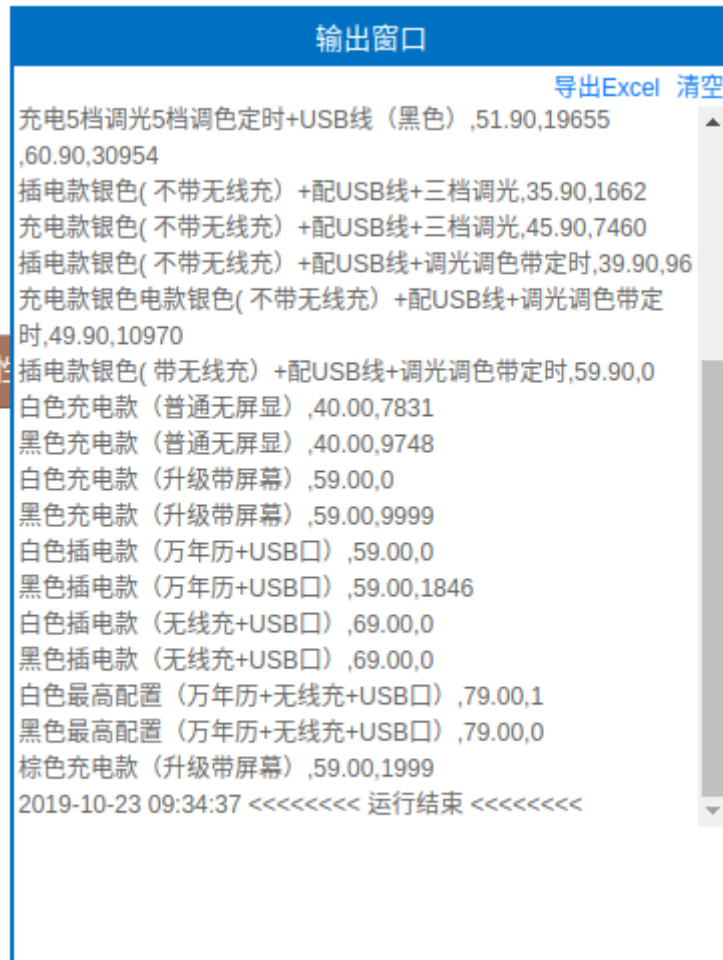 输出窗口
导出Excel 清空
充电5档调光5档调色定时+USB线（黑色）,51.90,19655
,60.90,30954
插电款银色( 不带无线充）+配USB线+三档调光,35.90,1662
充电款银色( 不带无线充）+配USB线+三档调光,45.90,7460
插电款银色( 不带无线充）+配USB线+调光调色带定时,39.90,96
充电款银色电款银色( 不带无线充）+配USB线+调光调色带定
时,49.90,10970
插电款银色( 带无线充）+配USB线+调光调色带定时,59.90,0
白色充电款（普通无屏显）,40.00,7831
黑色充电款（普通无屏显）,40.00,9748
白色充电款（升级带屏幕）,59.00,0
黑色充电款（升级带屏幕）,59.00,9999
白色插电款（万年历+USB口）,59.00,0
黑色插电款（万年历+USB口）,59.00,1846
白色插电款（无线充+USB口）,69.00,0
黑色插电款（无线充+USB口）,69.00,0
白色最高配置（万年历+无线充+USB口）,79.00,1
黑色最高配置（万年历+无线充+USB口）,79.00,0
棕色充电款（升级带屏幕）,59.00,1999
2019-10-23 09:34:37 <<<<<<<< 运行结束 <<<<<<<<